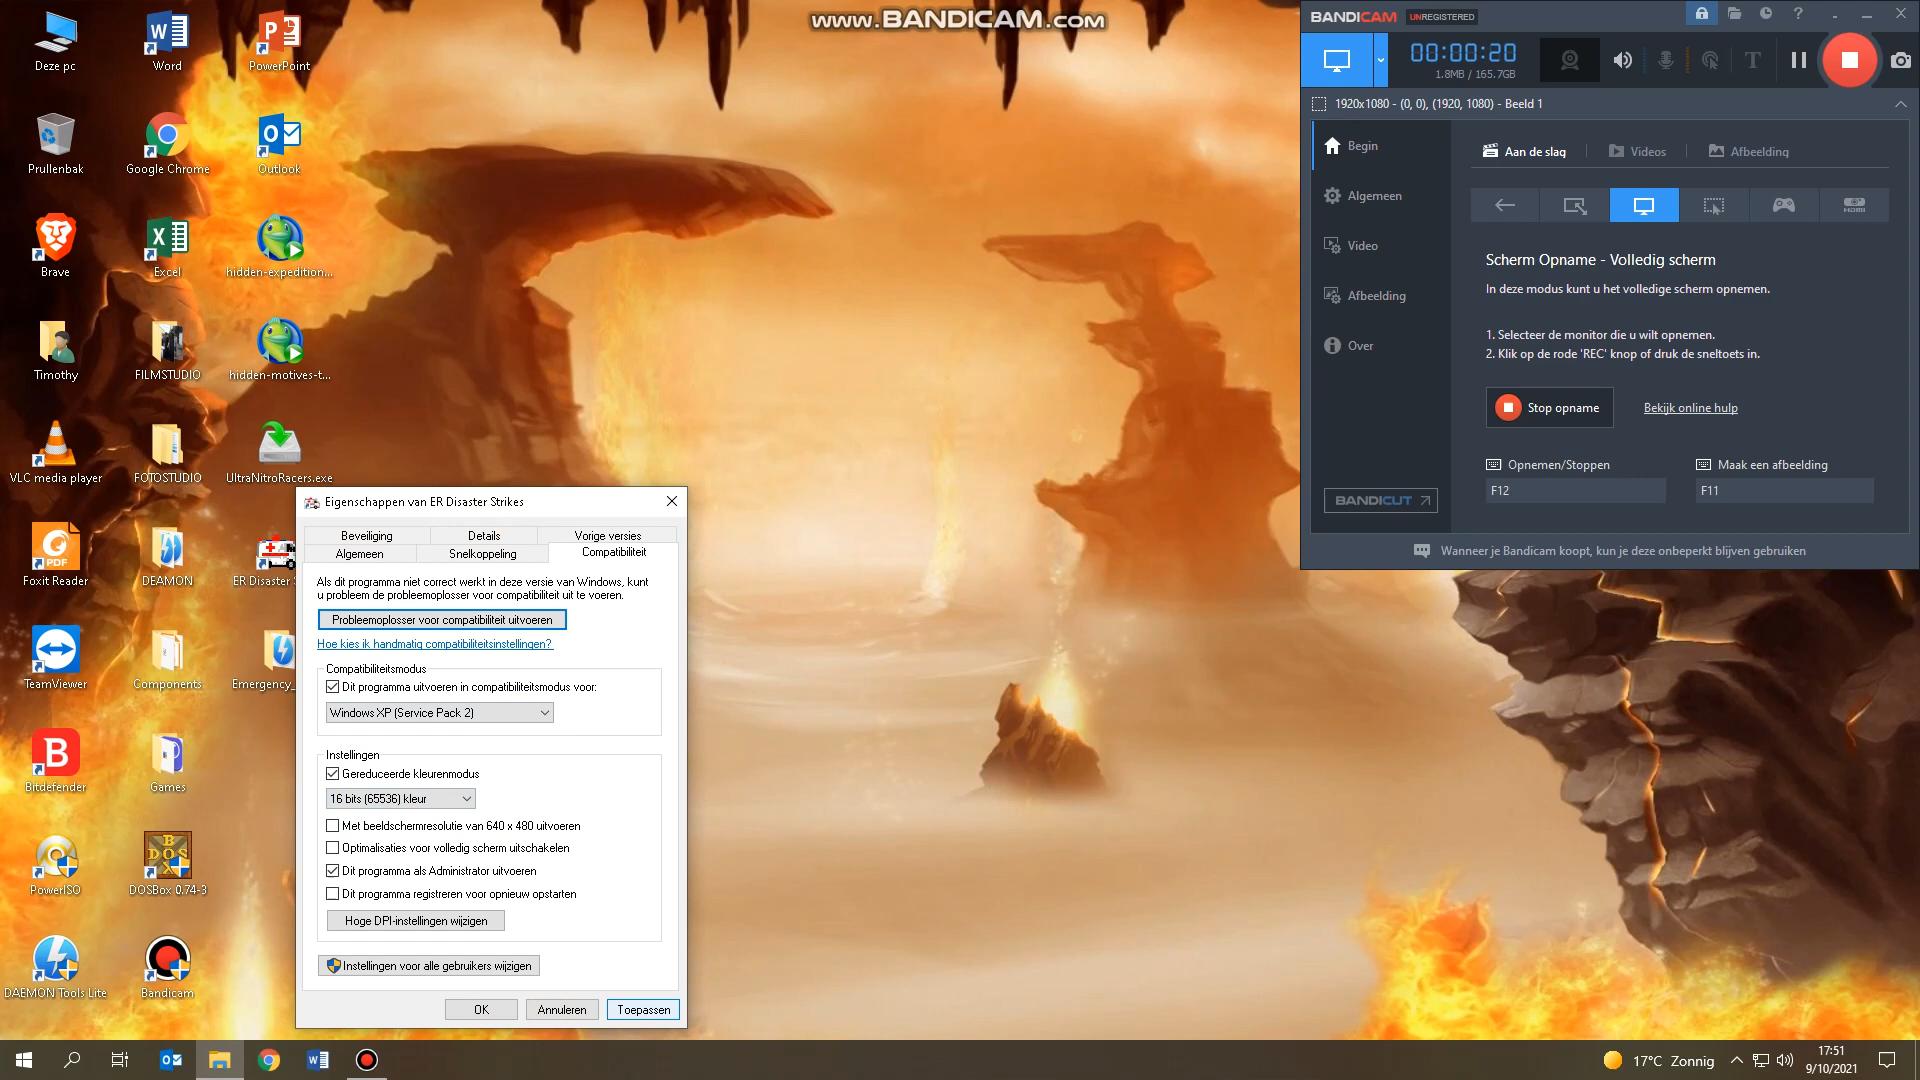 www.BANDICAM.com
Deze pc
Word
PowerPoint
Prullenbak
Google Chrome
Outlook
Brave
Excel
hidden-expedition...
Timothy
FILMSTUDIO
hidden-motives-t...
VLC media player
FOTOSTUDIO
UltraNitroRacers.exe
Foxit Reader
DEAMON
ER Disaster S
TeamViewer
Components
Emergency_
Bitdefender
Games
PowerISO
DOSBox 0.74-3
DAEMON Tools Lite
Bandicam
Eigenschappen van ER Disaster Strikes
Beveiliging
Details
Vorige versies
Algemeen
Snelkoppeling
Compatibiliteit
Als dit programma niet correct werkt in deze versie van Windows, kunt
u probleem de probleemoplosser voor compatibiliteit uit te voeren.
Probleemoplosser voor compatibiliteit uitvoeren
Hoe kies ik handmatig compatibiliteitsinstellingen?
Compatibiliteitsmodus
Dit programma uitvoeren in compatibiliteitsmodus voor:
Windows XP (Service Pack 2)
Instellingen
Gereduceerde kleurenmodus
16 bits (65536) kleur
Met beeldschermresolutie van 640 x 480 uitvoeren
Optimalisaties voor volledig scherm uitschakelen
Dit programma als Administrator uitvoeren
Dit programma registreren voor opnieuw opstarten
Hoge DPI-instellingen wijzigen
Instellingen voor alle gebruikers wijzigen
OK
Annuleren
Toepassen
BANDICAM UNREGISTERED
00:00:20
1.8MB / 165.7GB
1920x1080 - (0, 0), (1920, 1080) - Beeld 1
Begin
Algemeen
Video
Afbeelding
Over
BANDICUT
Aan de slag
Videos
Afbeelding
HDMI
Scherm Opname - Volledig scherm
In deze modus kunt u het volledige scherm opnemen.
1. Selecteer de monitor die u wilt opnemen.
2. Klik op de rode 'REC' knop of druk de sneltoets in.
Stop opname
Bekijk online hulp
Opnemen/Stoppen
Maak een afbeelding
F12
F11
Wanneer je Bandicam koopt, kun je deze onbeperkt blijven gebruiken
17°C Zonnig
17:51
9/10/2021